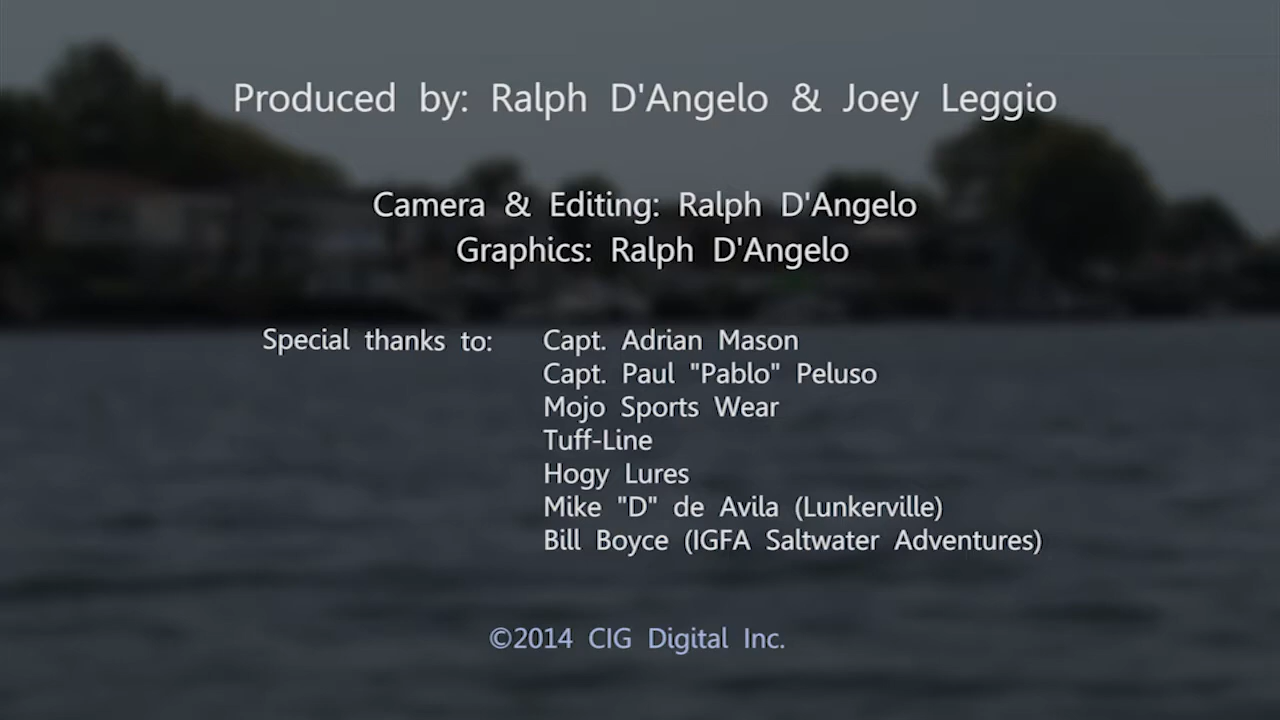 Produced by: Ralph D'Angelo & Joey Leggio
Camera & Editing: Ralph D'Angelo
Graphics: Ralph D'Angelo
Special thanks to: Capt. Adrian Mason
Capt. Paul "Pablo" Peluso
Mojo Sports Wear
Tuff-Line
Hogy Lures
Mike "D" de Avila (Lunkerville)
Bill Boyce (IGFA Saltwater Adventures)
©2014 CIG Digital Inc.